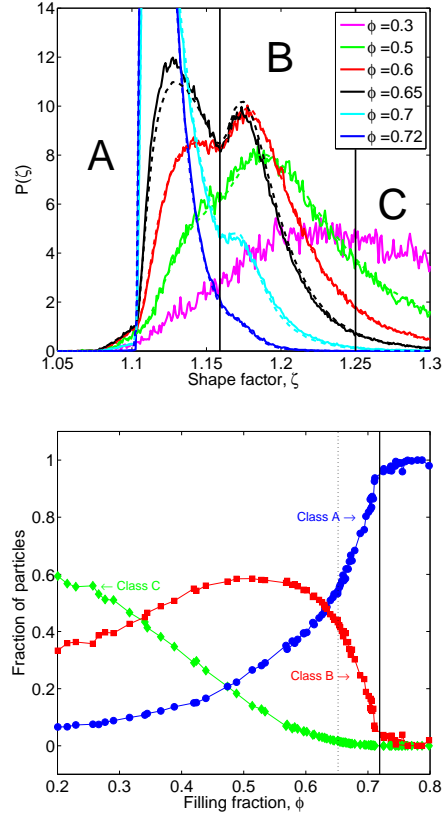 14
12
10
8
6
4
2
0
P(ζ)
A
B
C
ϕ =0.3
ϕ =0.5
ϕ =0.6
ϕ =0.65
ϕ =0.7
ϕ =0.72
1.05 1.1 1.15 1.2 1.25 1.3
Shape factor, ζ
1
0.8
0.6
0.4
0.2
0
Fraction of particles
Class A →
← Class C
Class B →
0.2 0.3 0.4 0.5 0.6 0.7 0.8
Filling fraction, ϕ